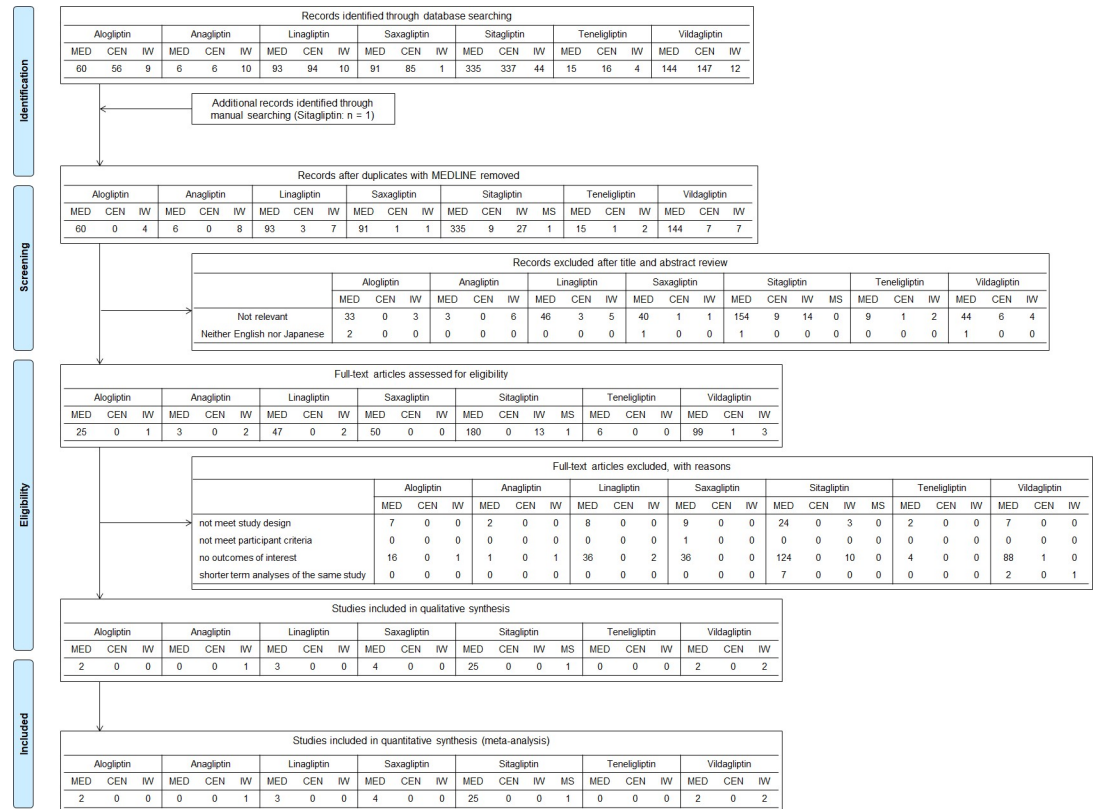 Identification
Records identified through database searching
Alogliptin Anagliptin Linagliptin Saxagliptin Sitagliptin Teneligliptin Vildagliptin
MED CEN IW MED CEN IW MED CEN IW MED CEN IW MED CEN IW MED CEN IW MED CEN IW
60 56 9 6 6 10 93 94 10 91 85 1 335 337 44 15 16 4 144 147 12
Additional records identified through
manual searching (Sitagliptin: n = 1)
Screening
Records after duplicates with MEDLINE removed
Alogliptin Anagliptin Linagliptin Saxagliptin Sitagliptin Teneligliptin Vildagliptin
MED CEN IW MED CEN IW MED CEN IW MED CEN IW MED CEN IW MS MED CEN IW MED CEN IW
60 0 4 6 0 8 93 3 7 91 1 1 335 9 27 1 15 1 2 144 7 7
Records excluded after title and abstract review
Alogliptin Anagliptin Linagliptin Saxagliptin Sitagliptin Teneligliptin Vildagliptin
MED CEN IW MED CEN IW MED CEN IW MED CEN IW MED CEN IW MS MED CEN IW MED CEN IW
Not relevant 33 0 3 3 0 6 46 3 5 40 1 1 154 9 14 0 9 1 2 44 6 4
Neither English nor Japanese 2 0 0 0 0 0 0 0 0 1 0 0 1 0 0 0 0 0 0 1 0 0
Eligibility
Full-text articles assessed for eligibility
Alogliptin Anagliptin Linagliptin Saxagliptin Sitagliptin Teneligliptin Vildagliptin
MED CEN IW MED CEN IW MED CEN IW MED CEN IW MED CEN IW MS MED CEN IW MED CEN IW
25 0 1 3 0 2 47 0 2 50 0 0 180 0 13 1 6 0 0 99 1 3
Full-text articles excluded, with reasons
Alogliptin Anagliptin Linagliptin Saxagliptin Sitagliptin Teneligliptin Vildagliptin
MED CEN IW MED CEN IW MED CEN IW MED CEN IW MED CEN IW MS MED CEN IW MED CEN IW
not meet study design 7 0 0 2 0 0 8 0 0 9 0 0 24 0 3 0 2 0 0 7 0 0
not meet participant criteria 0 0 0 0 0 0 0 0 0 1 0 0 0 0 0 0 0 0 0 0 0 0
no outcomes of interest 16 0 1 1 0 1 36 0 2 36 0 0 124 0 10 0 4 0 0 88 1 0
shorter term analyses of the same study 0 0 0 0 0 0 0 0 0 0 0 0 7 0 0 0 0 0 0 2 0 1
Studies included in qualitative synthesis
Alogliptin Anagliptin Linagliptin Saxagliptin Sitagliptin Teneligliptin Vildagliptin
MED CEN IW MED CEN IW MED CEN IW MED CEN IW MED CEN IW MS MED CEN IW MED CEN IW
2 0 0 0 0 1 3 0 0 4 0 0 25 0 0 1 0 0 0 2 0 2
Included
Studies included in quantitative synthesis (meta-analysis)
Alogliptin Anagliptin Linagliptin Saxagliptin Sitagliptin Teneligliptin Vildagliptin
MED CEN IW MED CEN IW MED CEN IW MED CEN IW MED CEN IW MS MED CEN IW MED CEN IW
2 0 0 0 0 1 3 0 0 4 0 0 25 0 0 1 0 0 0 2 0 2